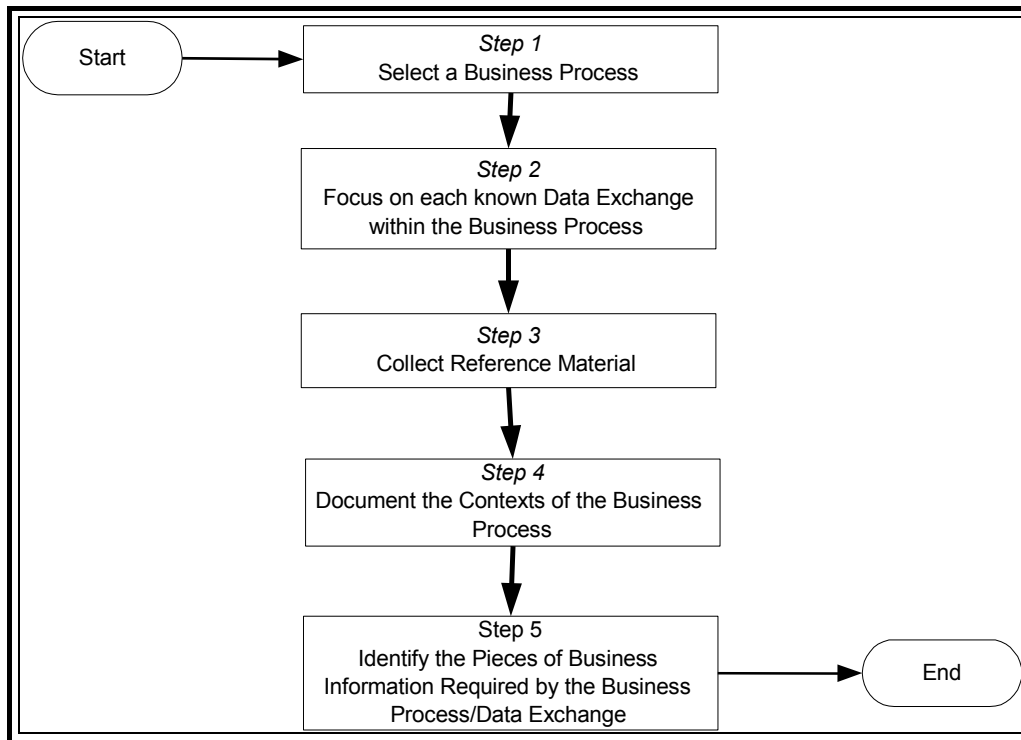 Start
Step 1
Select a Business Process
Step 2
Focus on each known Data Exchange
within the Business Process
Step 3
Collect Reference Material
Step 4
Document the Contexts of the Business
Process
Step 5
Identify the Pieces of Business
Information Required by the Business
Process/Data Exchange
End